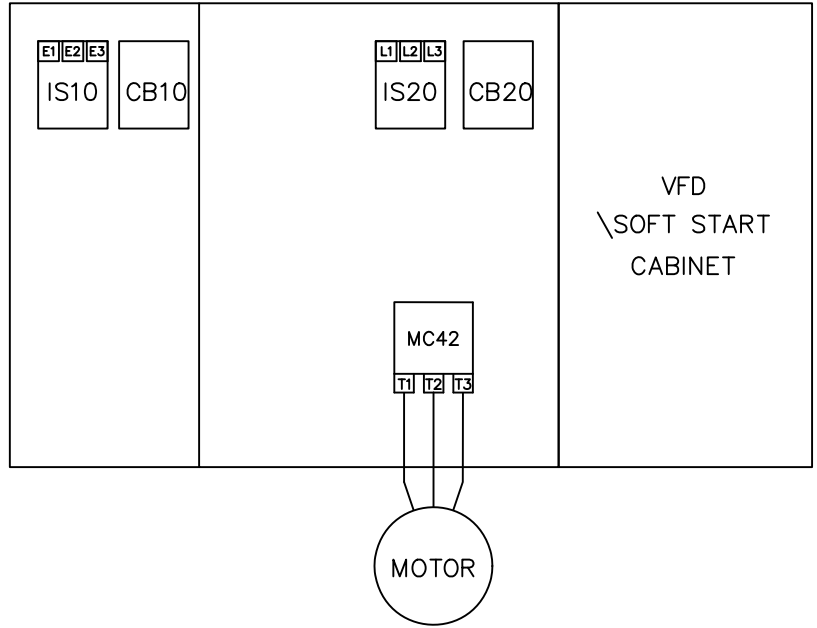 E1 E2 E3
IS10
CB10
L1 L2 L3
IS20
CB20
VFD
\SOFT START
CABINET
MC42
T1 T2 T3
MOTOR